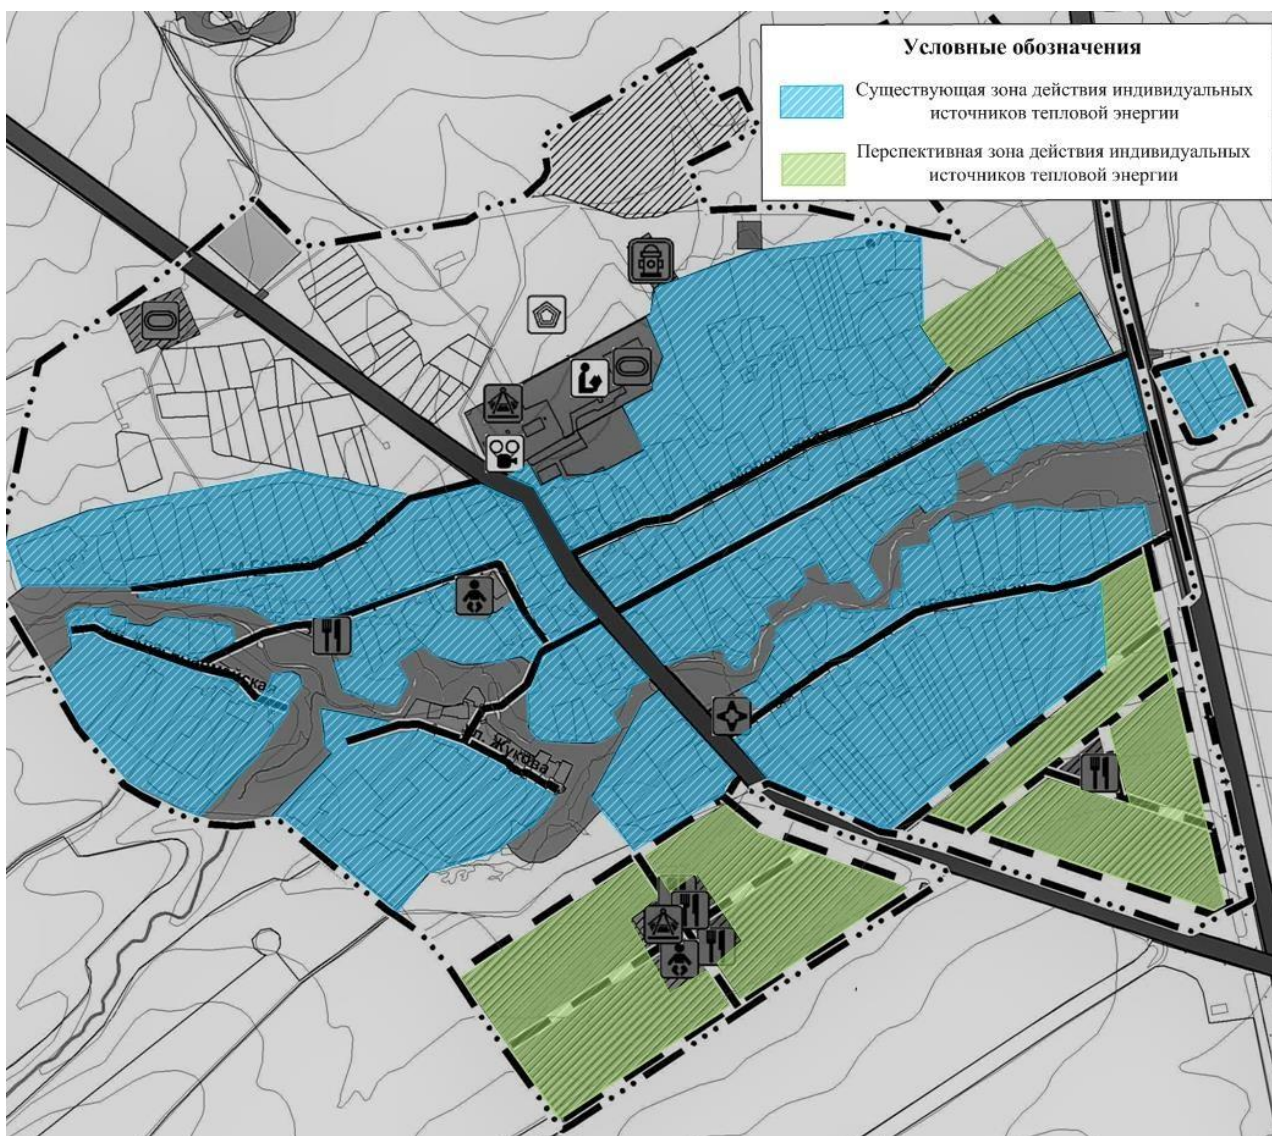 Условные обозначения
Существующая зона действия индивидуальных
источников тепловой энергии
Перспективная зона действия индивидуальных
источников тепловой энергии
ул. Жукова